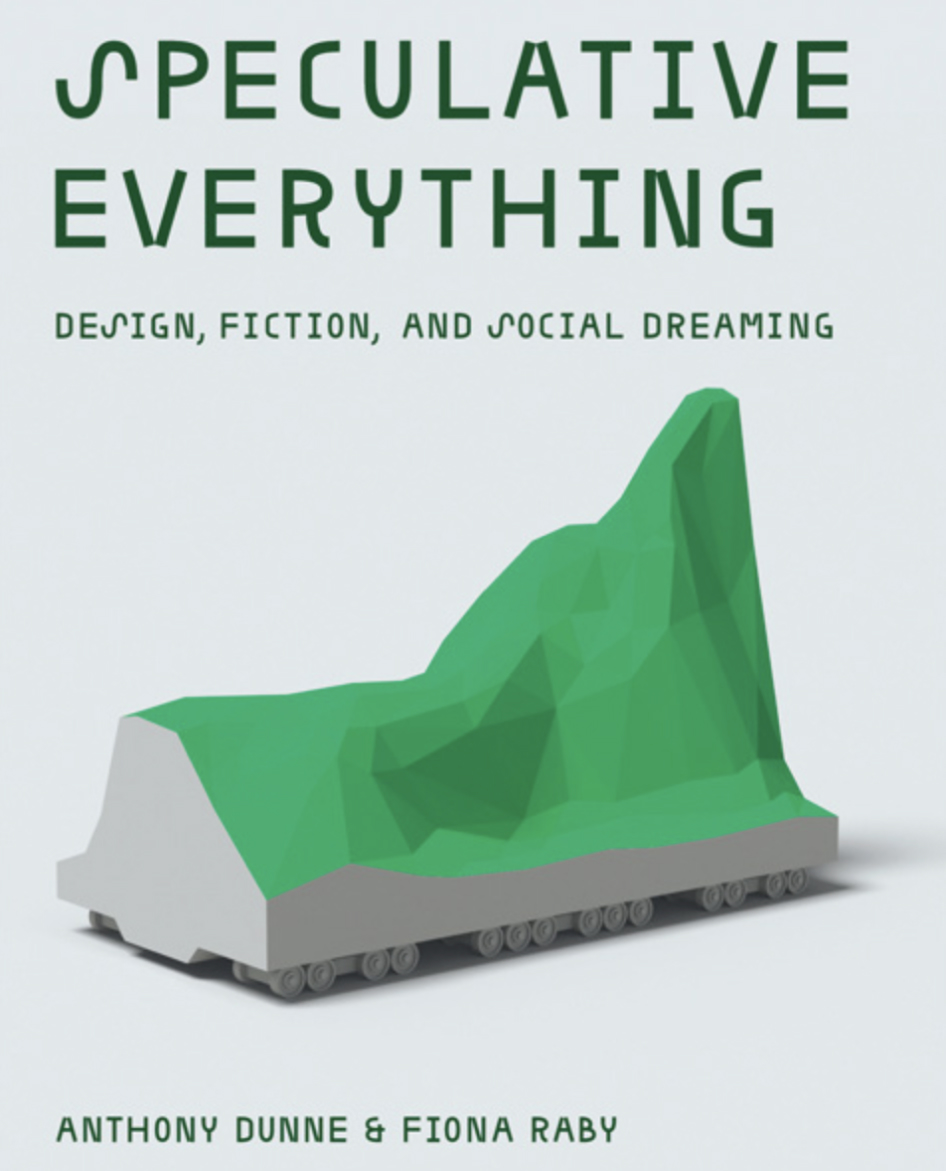 SPECULATIVE
EVERYTHING
DESIGN, FICTION, AND SOCIAL DREAMING
ANTHONY DUNNE & FIONA RABY